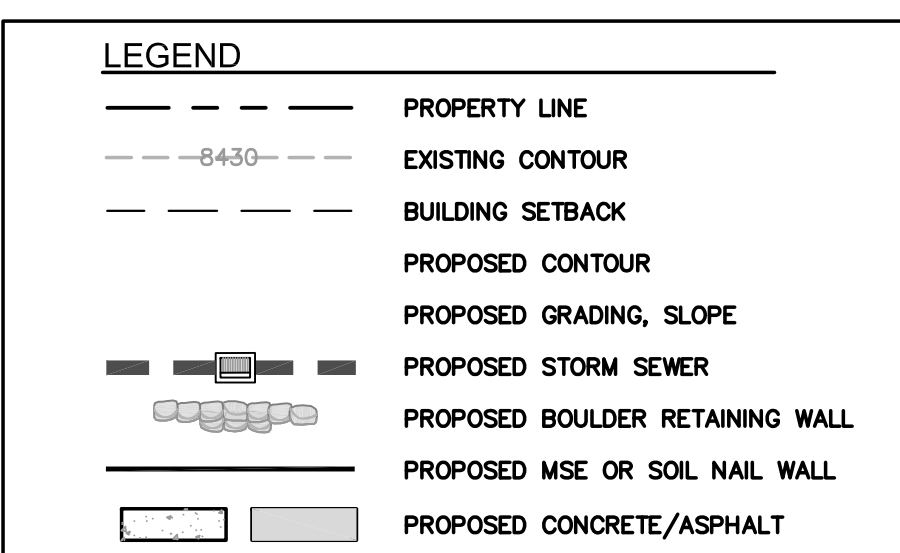 LEGEND
PROPERTY LINE
8430 EXISTING CONTOUR
BUILDING SETBACK
PROPOSED CONTOUR
PROPOSED GRADING, SLOPE
PROPOSED STORM SEWER
PROPOSED BOULDER RETAINING WALL
PROPOSED MSE OR SOIL NAIL WALL
PROPOSED CONCRETE/ASPHALT